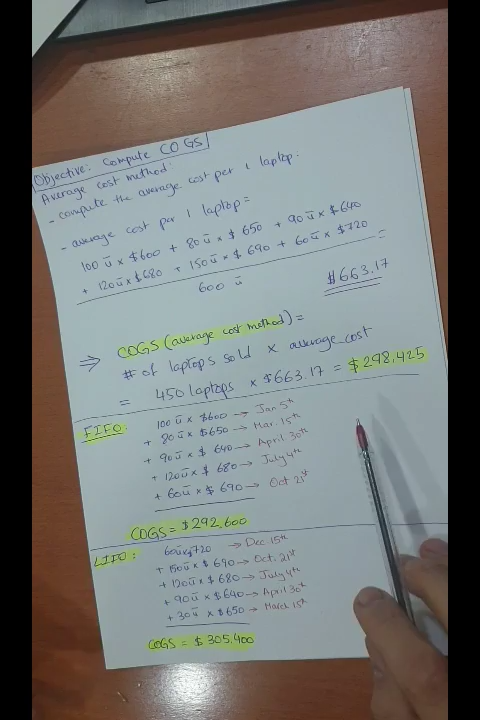 Objective: Compute COGS
Average cost method:
- compute the average cost per 1 laptop:
- average cost per 1 laptop =
100 u × $600 + 80 u × $650 + 90 u × $640
+ 120 u × $680 + 150 u × $690 + 60 u × $720 =
600 u
$663.17
⇒ COGS (average cost method) =
# of laptops sold × average cost
= 450 laptops × $663.17 = $298,425
FIFO:
100 u × $600 → Jan 5th
+ 80 u × $650 → Mar. 15th
+ 90 u × $640 → April 30th
+ 120 u × $680 → July 4th
+ 60 u × $690 → Oct 21st
COGS = $292,600
LIFO:
60 u × $720 → Dec. 15th
+ 150 u × $690 → Oct. 21st
+ 120 u × $680 → July 4th
+ 90 u × $640 → April 30th
+ 30 u × $650 → March 15th
COGS = $305,400